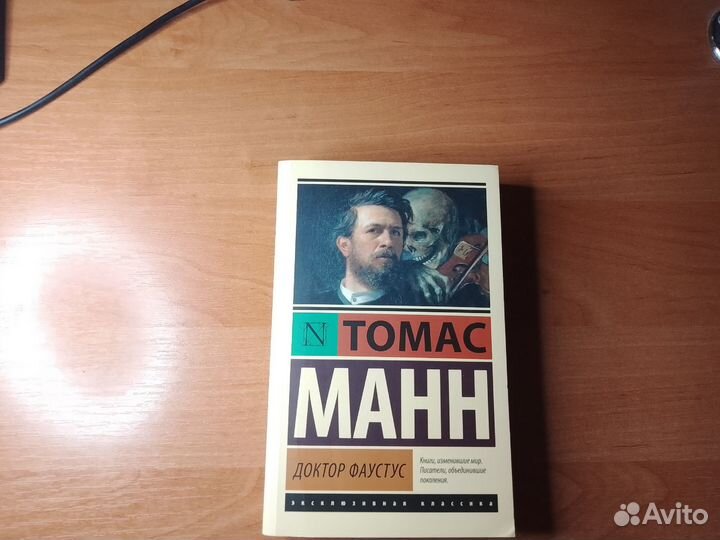 N ТОМАС
МАНН
ДОКТОР ФАУСТУС
Книги, изменившие мир.
Писатели, объединившие
поколения.
ЭКСКЛЮЗИВНАЯ КЛАССИКА
Avito